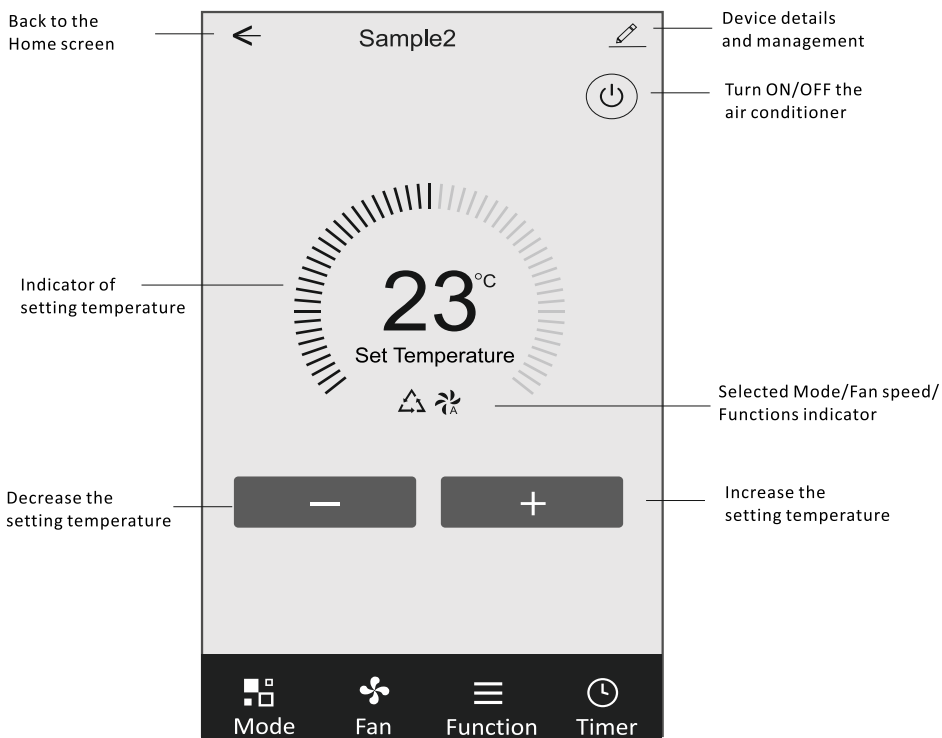 Back to the
Home screen
Sample2
Device details
and management
Turn ON/OFF the
air conditioner
Indicator of
setting temperature
23°C
Set Temperature
A
Selected Mode/Fan speed/
Functions indicator
Decrease the
setting temperature
−
+
Increase the
setting temperature
Mode
Fan
Function
Timer